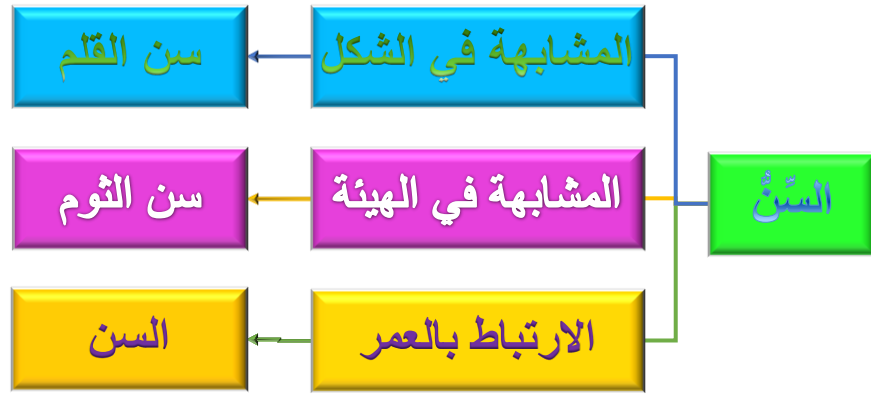 السِّنُّ
المشابهة في الشكل
سن القلم
المشابهة في الهيئة
سن الثوم
الارتباط بالعمر
السن